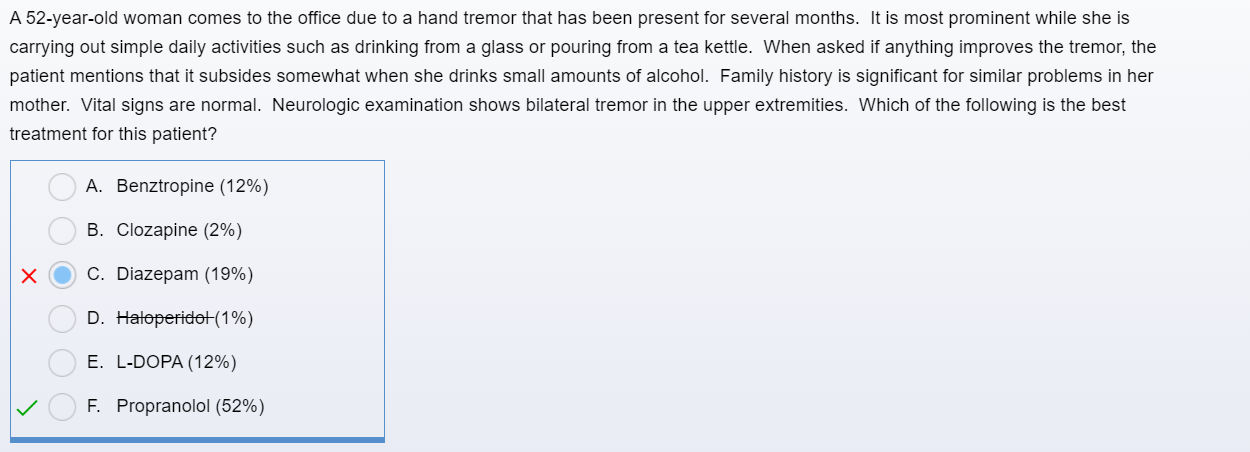 A 52-year-old woman comes to the office due to a hand tremor that has been present for several months.  It is most prominent while she is
carrying out simple daily activities such as drinking from a glass or pouring from a tea kettle.  When asked if anything improves the tremor, the
patient mentions that it subsides somewhat when she drinks small amounts of alcohol.  Family history is significant for similar problems in her
mother.  Vital signs are normal.  Neurologic examination shows bilateral tremor in the upper extremities.  Which of the following is the best
treatment for this patient?
A. Benztropine (12%)
B. Clozapine (2%)
C. Diazepam (19%)
D. Haloperidol (1%)
E. L-DOPA (12%)
F. Propranolol (52%)